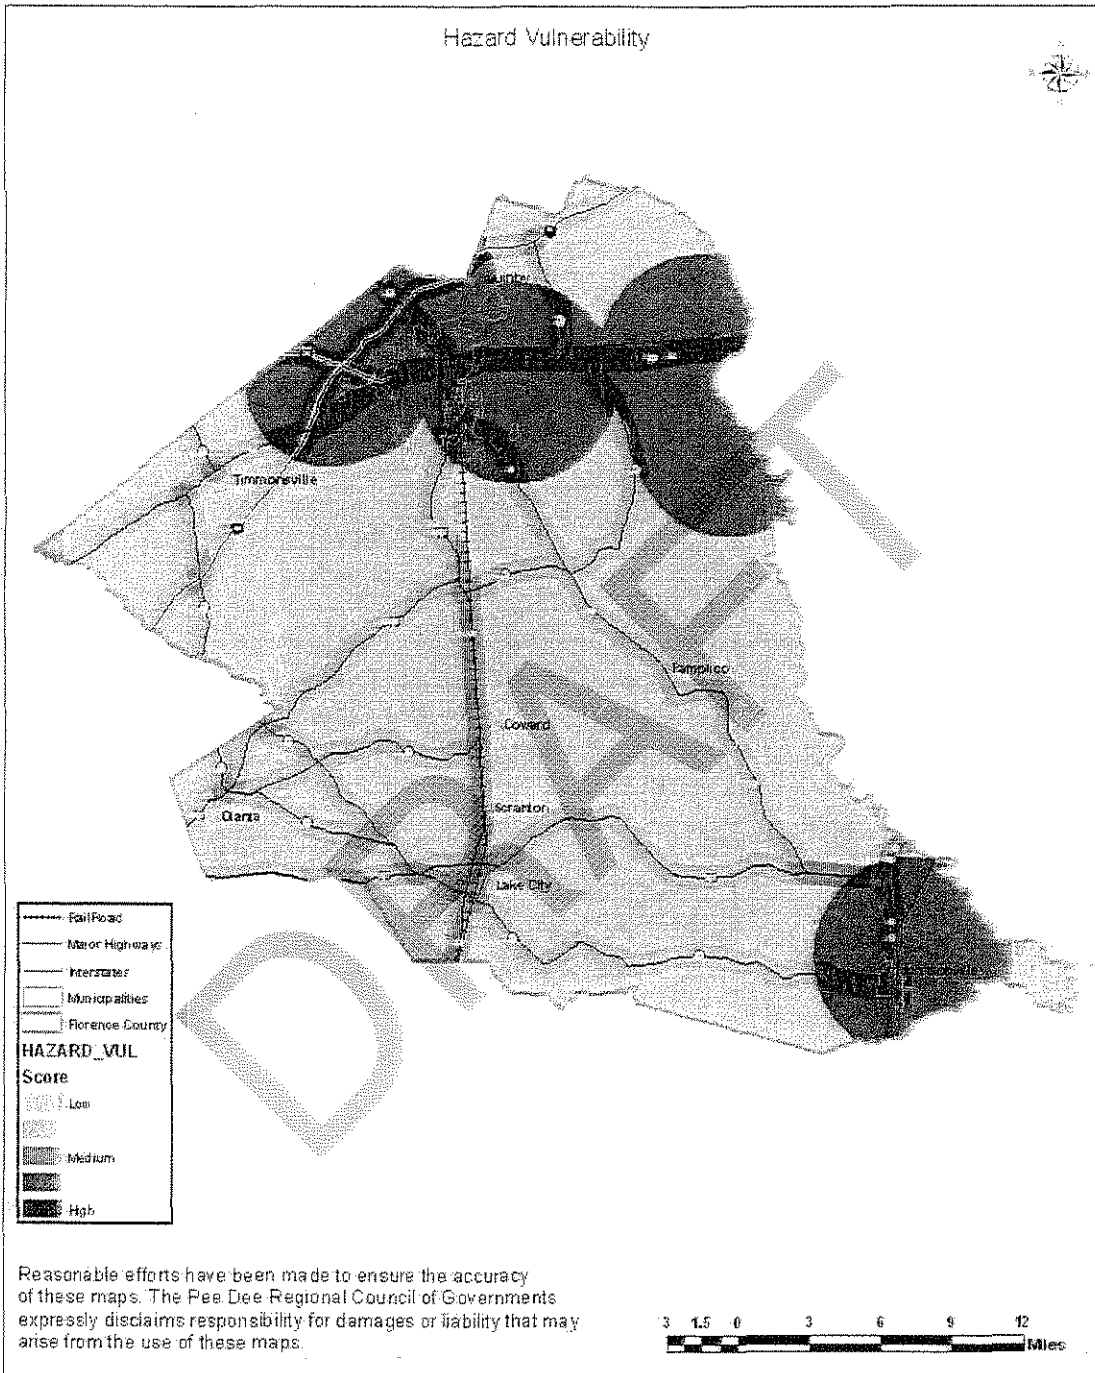 Hazard Vulnerability
Quinby
Timmonsville
Pamplico
Coward
Scranton
Olanta
Lake City
RailRoad
Major Highways
Interstates
Municipalities
Florence County
HAZARD_VUL
Score
Low
Medium
High
DRAFT
Reasonable efforts have been made to ensure the accuracy
of these maps. The Pee Dee Regional Council of Governments
expressly disclaims responsibility for damages or liability that may
arise from the use of these maps.
3 1.5 0 3 6 9 12
Miles